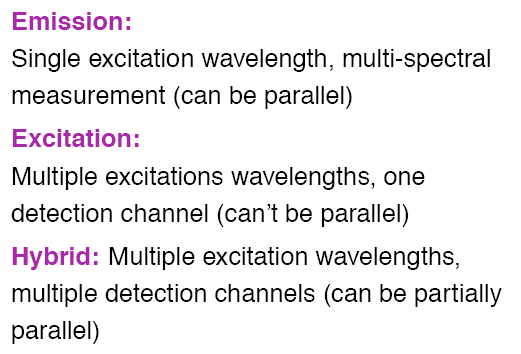 Emission:
Single excitation wavelength, multi-spectral
measurement (can be parallel)
Excitation:
Multiple excitations wavelengths, one
detection channel (can’t be parallel)
Hybrid: Multiple excitation wavelengths,
multiple detection channels (can be partially
parallel)